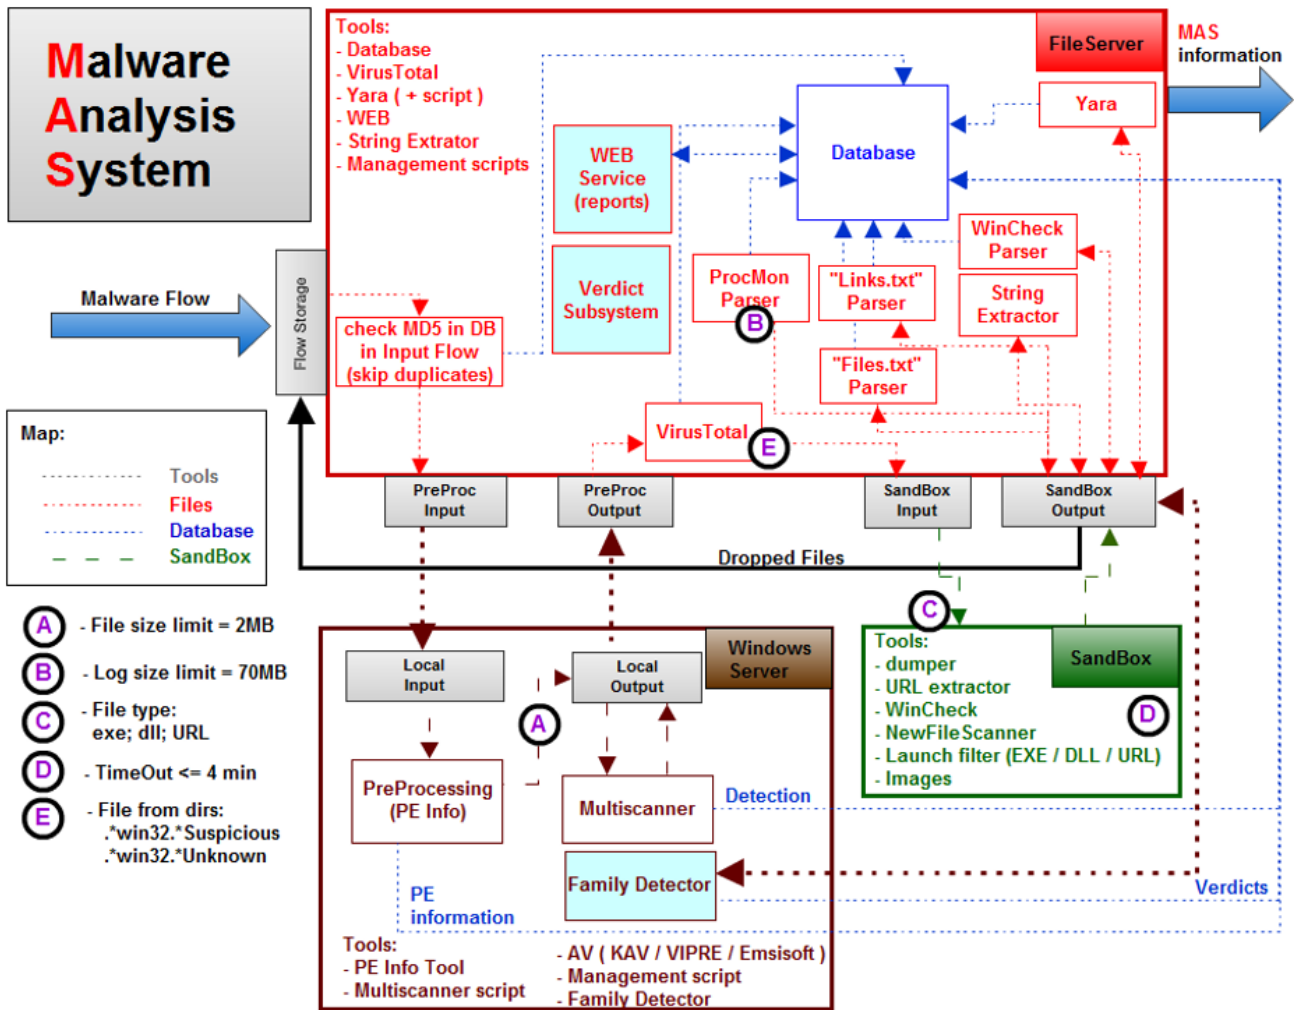 Malware
Analysis
System
Tools:
- Database
- VirusTotal
- Yara ( + script )
- WEB
- String Extrator
- Management scripts
FileServer
MAS
information
Yara
Database
WEB
Service
(reports)
Verdict
Subsystem
WinCheck
Parser
ProcMon
Parser
B
"Links.txt"
Parser
String
Extractor
"Files.txt"
Parser
Malware Flow
Flow Storage
check MD5 in DB
in Input Flow
(skip duplicates)
VirusTotal
E
Map:
Tools
Files
Database
SandBox
PreProc
Input
PreProc
Output
SandBox
Input
SandBox
Output
Dropped Files
A
- File size limit = 2MB
B
- Log size limit = 70MB
C
- File type:
exe; dll; URL
D
- TimeOut <= 4 min
E
- File from dirs:
.*win32.*Suspicious
.*win32.*Unknown
Windows
Server
Local
Input
Local
Output
A
PreProcessing
(PE Info)
Multiscanner
Family Detector
Detection
Verdicts
PE
information
Tools:
- PE Info Tool
- Multiscanner script
- AV ( KAV / VIPRE / Emsisoft )
- Management script
- Family Detector
C
SandBox
D
Tools:
- dumper
- URL extractor
- WinCheck
- NewFileScanner
- Launch filter (EXE / DLL / URL)
- Images